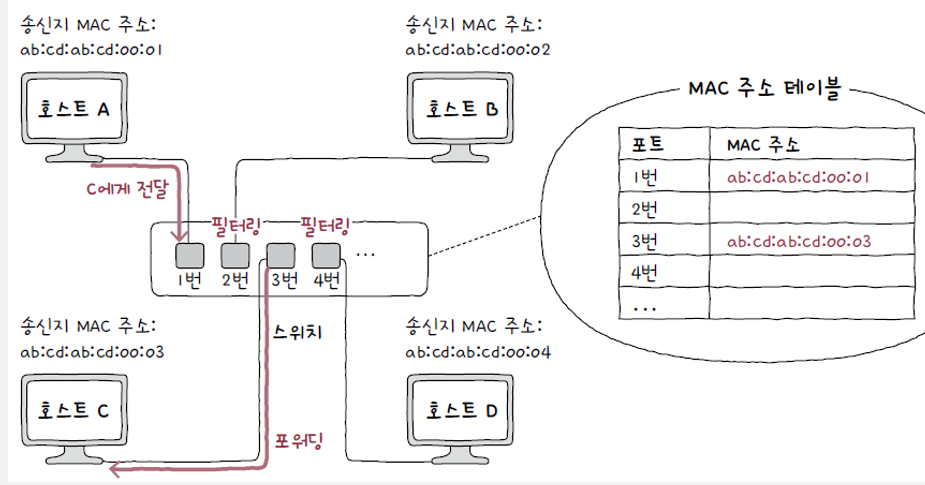 송신지 MAC 주소:
ab:cd:ab:cd:00:01
호스트 A
송신지 MAC 주소:
ab:cd:ab:cd:00:02
호스트 B
C에게 전달
필터링
필터링
1번
2번
3번
4번
...
스위치
송신지 MAC 주소:
ab:cd:ab:cd:00:03
호스트 C
포워딩
송신지 MAC 주소:
ab:cd:ab:cd:00:04
호스트 D
MAC 주소 테이블
포트 MAC 주소
1번 ab:cd:ab:cd:00:01
2번
3번 ab:cd:ab:cd:00:03
4번
...